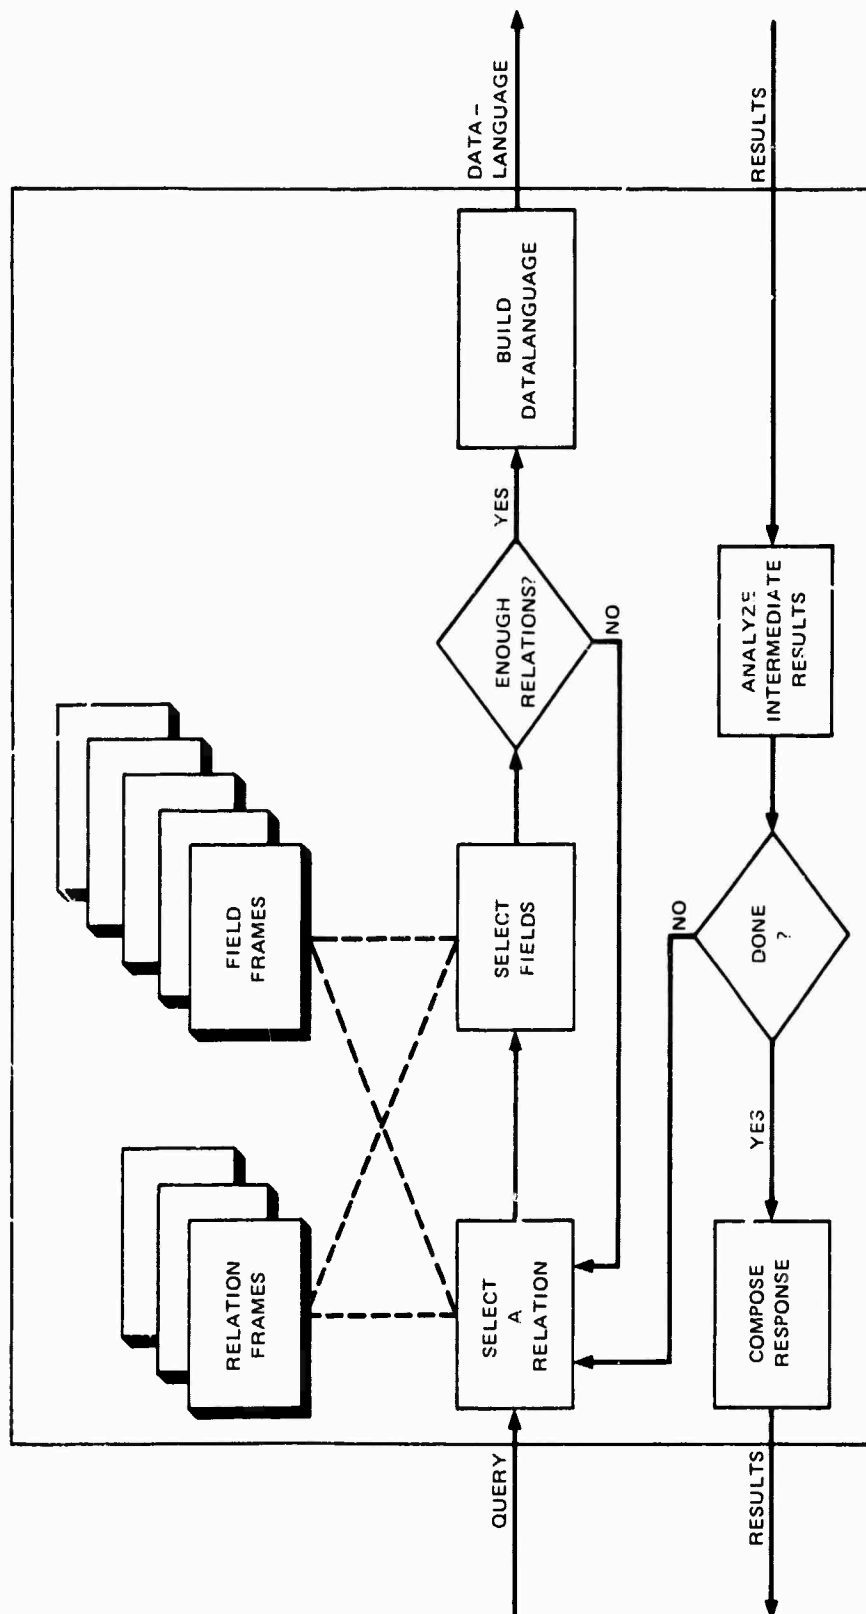 RELATION
FRAMES
FIELD
FRAMES
QUERY
SELECT
A
RELATION
SELECT
FIELDS
ENOUGH
RELATIONS?
YES
NO
BUILD
DATALANGUAGE
DATA-
LANGUAGE
RESULTS
COMPOSE
RESPONSE
YES
DONE
?
NO
ANALYZE
INTERMEDIATE
RESULTS
RESULTS